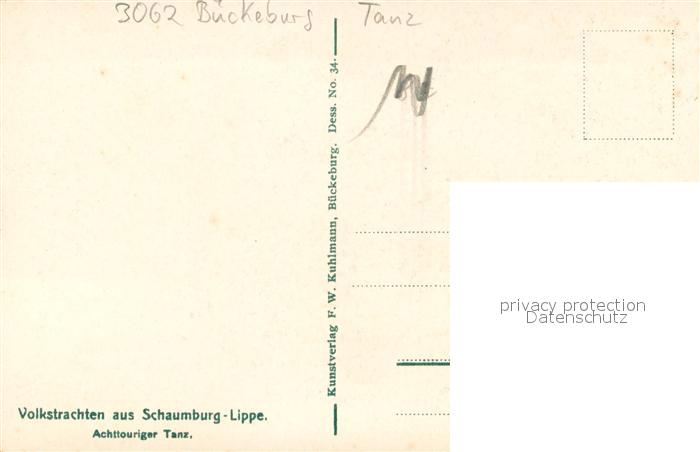 3062 Bückeburg Tanz
Kunstverlag F. W. Kuhlmann, Bückeburg. Dess. No. 34.
privacy protection
Datenschutz
Volkstrachten aus Schaumburg-Lippe.
Achttouriger Tanz.